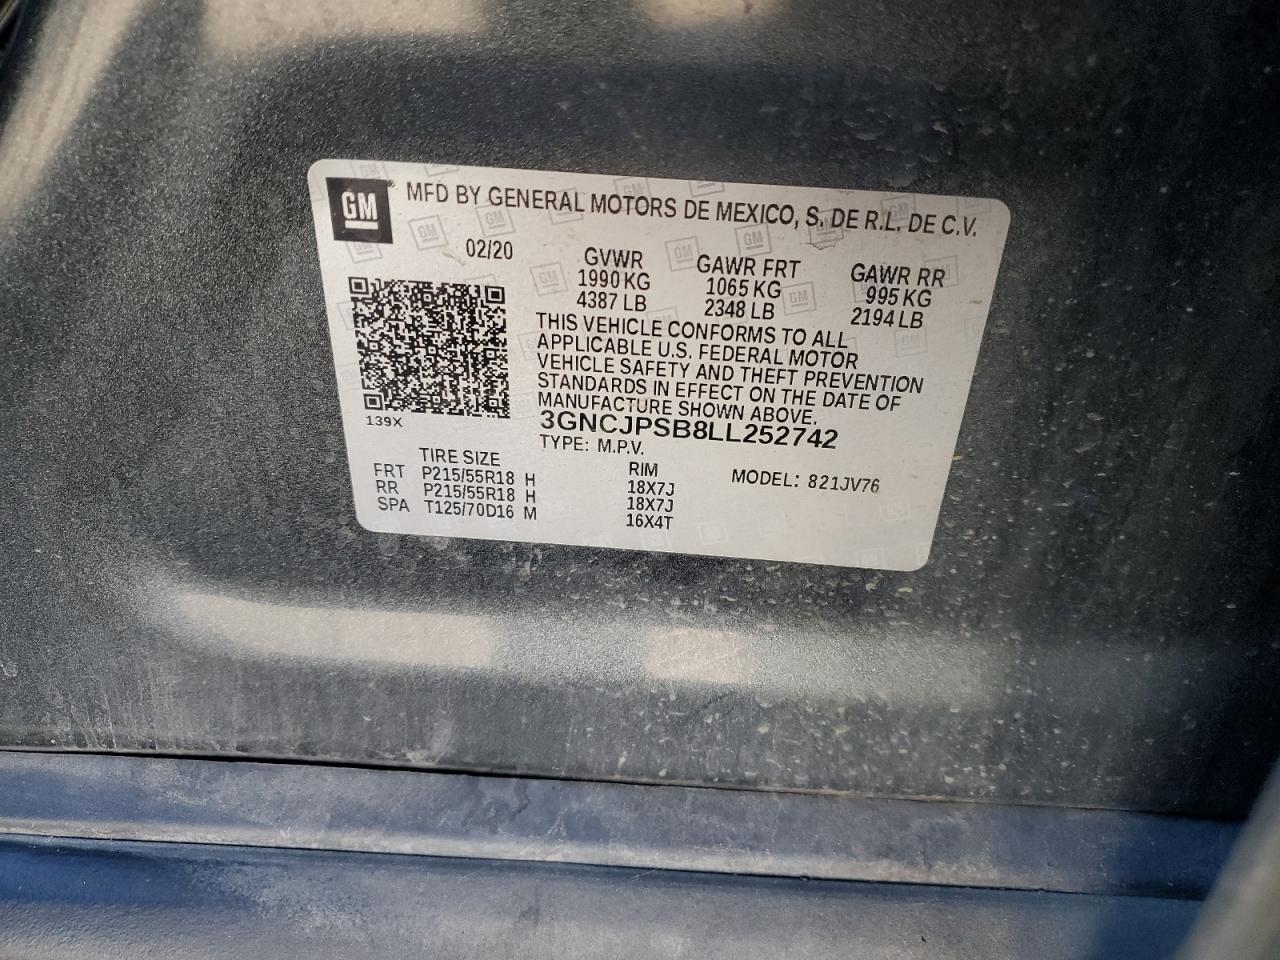 GM MFD BY GENERAL MOTORS DE MEXICO, S. DE R.L. DE C.V.
02/20 GVWR GAWR FRT GAWR RR
1990 KG 1065 KG 995 KG
4387 LB 2348 LB 2194 LB
THIS VEHICLE CONFORMS TO ALL
APPLICABLE U.S. FEDERAL MOTOR
VEHICLE SAFETY AND THEFT PREVENTION
STANDARDS IN EFFECT ON THE DATE OF
MANUFACTURE SHOWN ABOVE.
139X
3GNCJPSB8LL252742
TYPE: M.P.V.
TIRE SIZE RIM MODEL: 821JV76
FRT P215/55R18 H 18X7J
RR P215/55R18 H 18X7J
SPA T125/70D16 M 16X4T